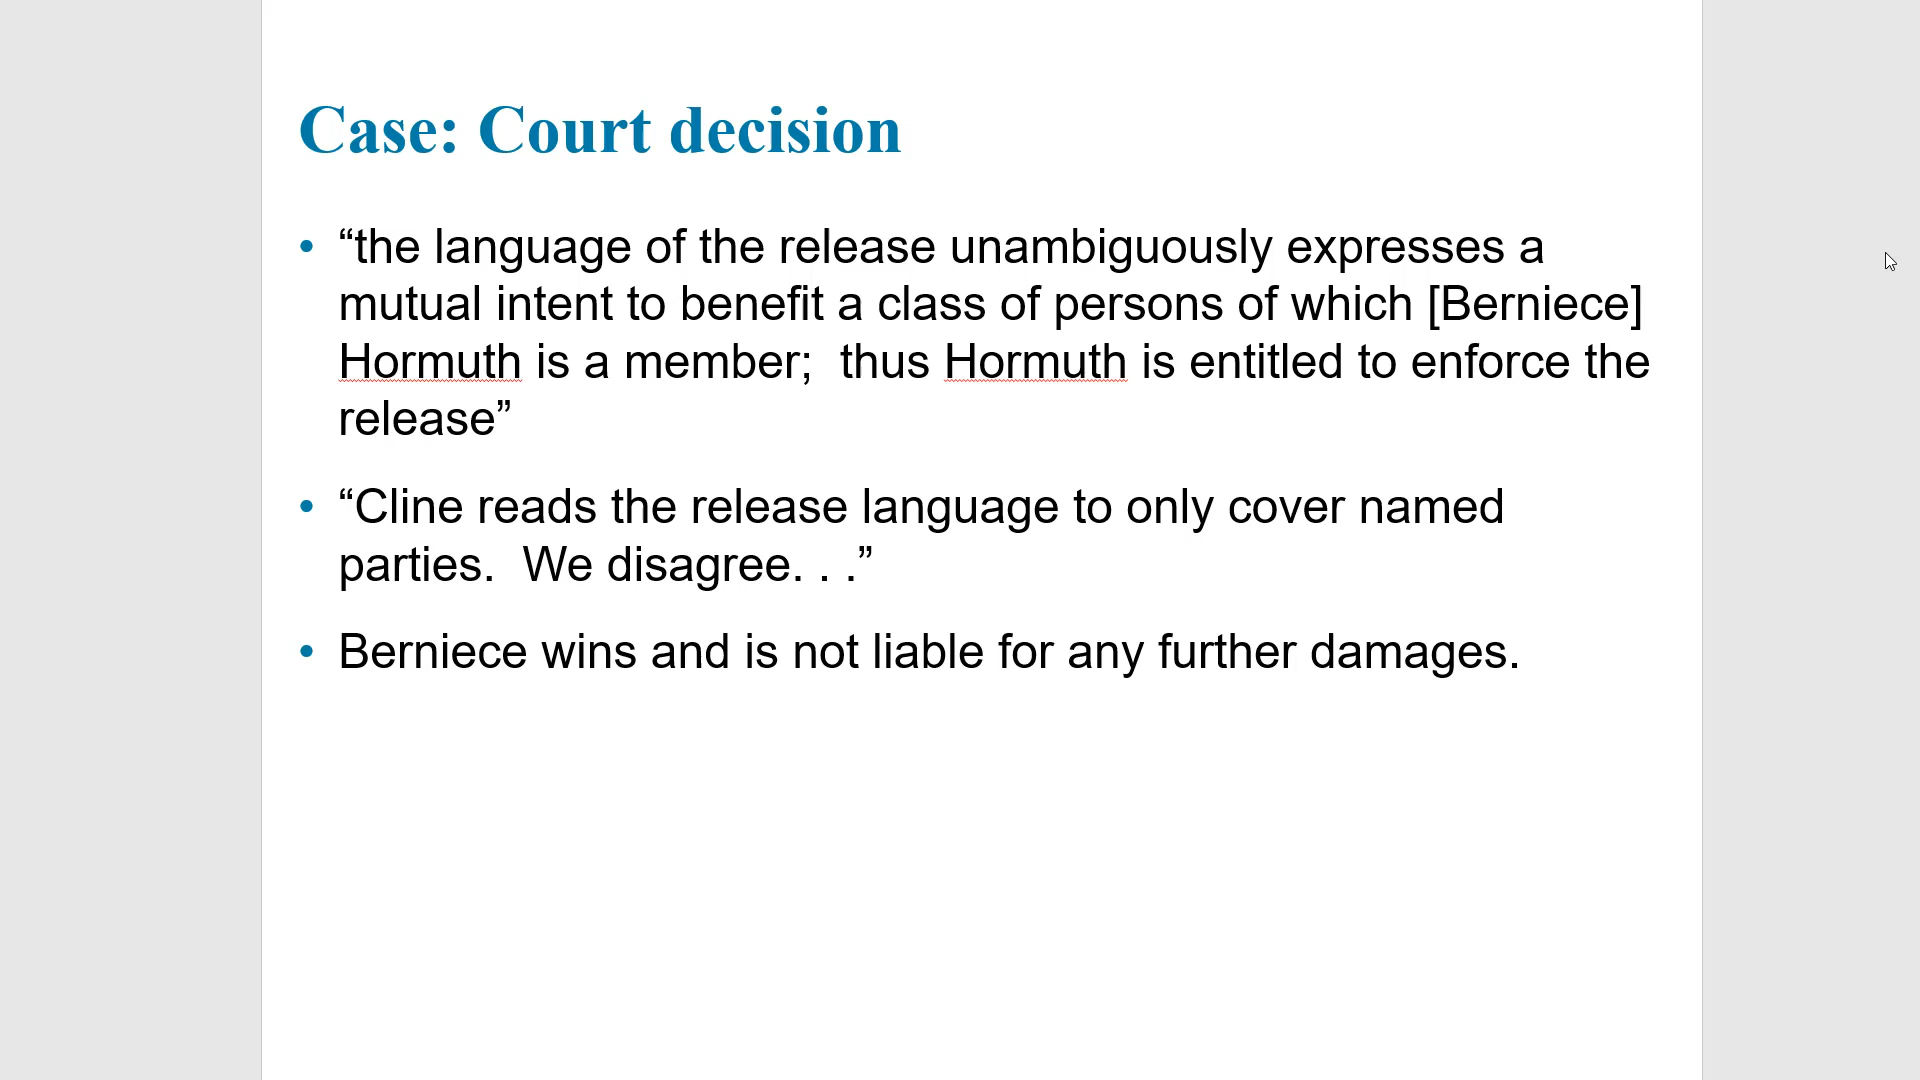 Case: Court decision
• “the language of the release unambiguously expresses a
mutual intent to benefit a class of persons of which [Berniece]
Hormuth is a member;  thus Hormuth is entitled to enforce the
release”
• “Cline reads the release language to only cover named
parties.  We disagree. . .”
• Berniece wins and is not liable for any further damages.